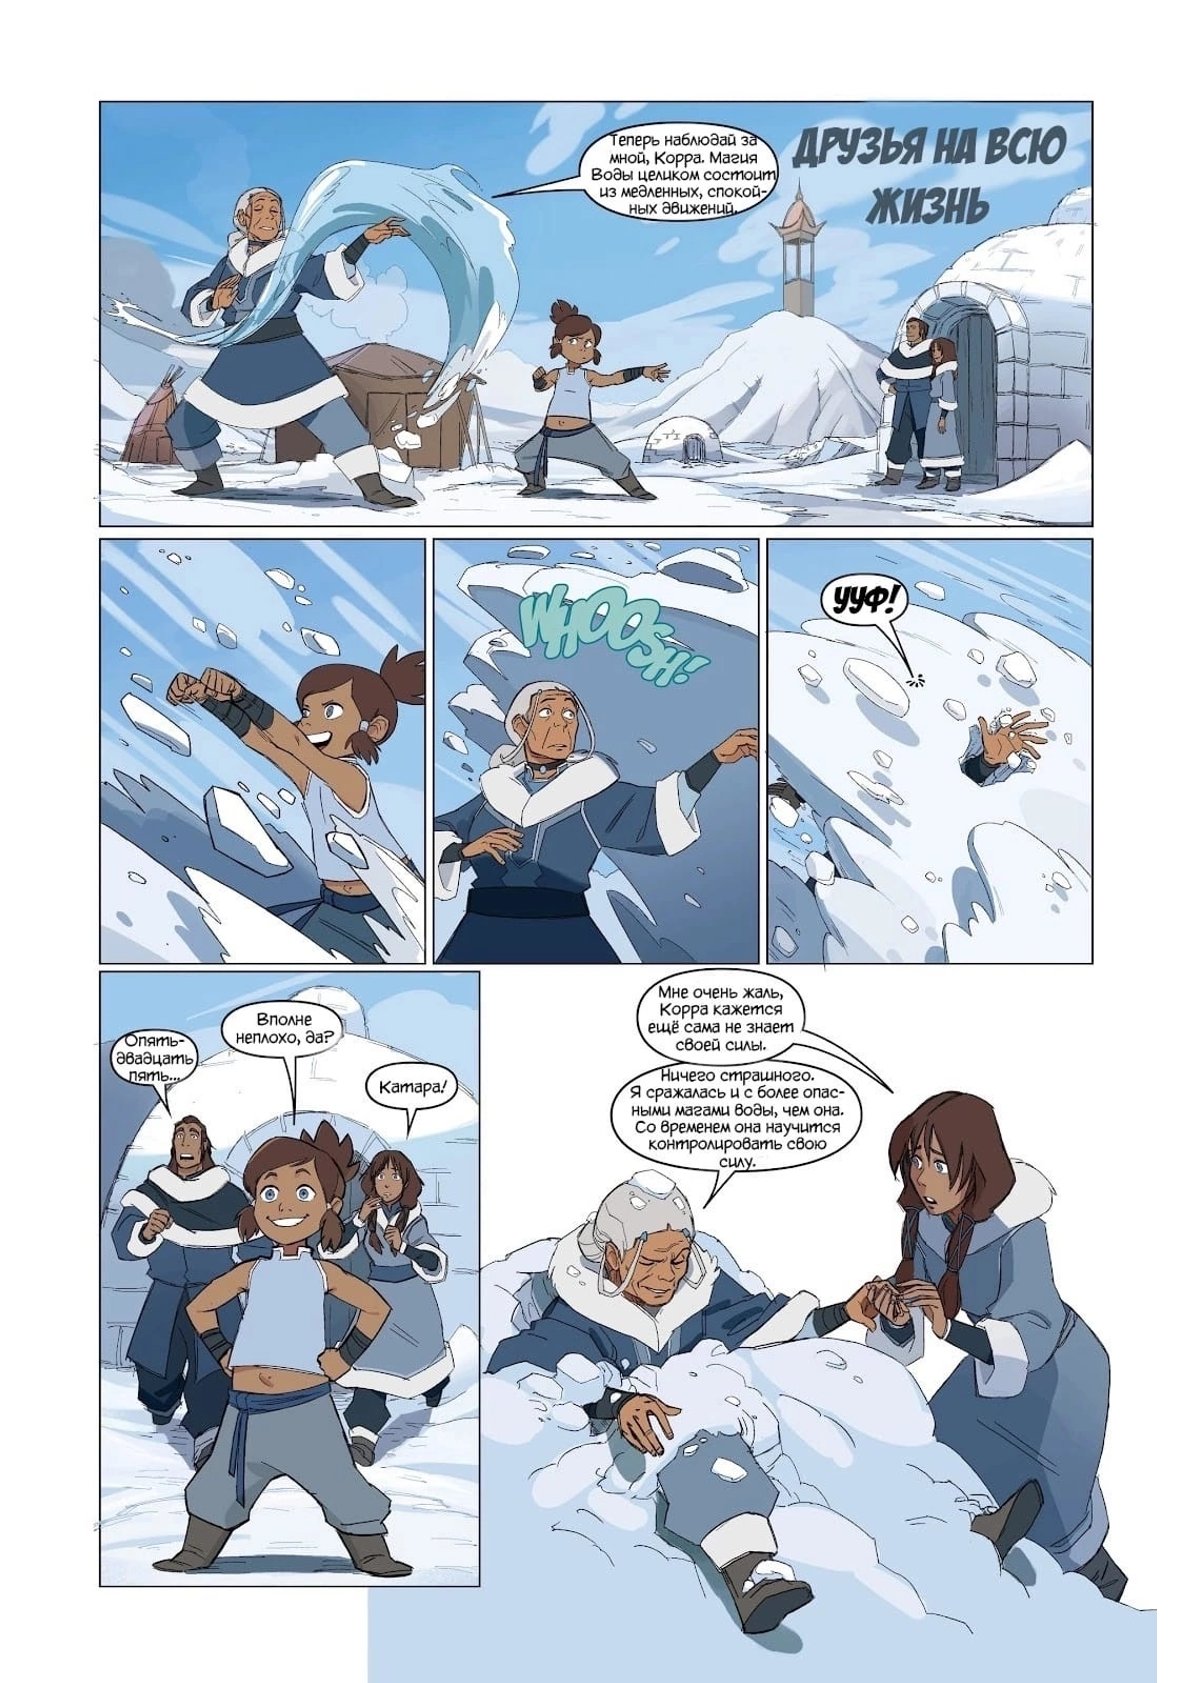 Теперь наблюдай за
мной, Корра. Магия
Воды целиком состоит
из медленных, спокой-
ных движений.
ДРУЗЬЯ НА ВСЮ
ЖИЗНЬ
WHOOSH!
УУФ!
Опять-
двадцать
пять...
Вполне
неплохо, да?
Катара!
Мне очень жаль,
Корра кажется
ещё сама не знает
своей силы.
Ничего страшного.
Я сражалась и с более опас-
ными магами воды, чем она.
Со временем она научится
контролировать свою
силу.